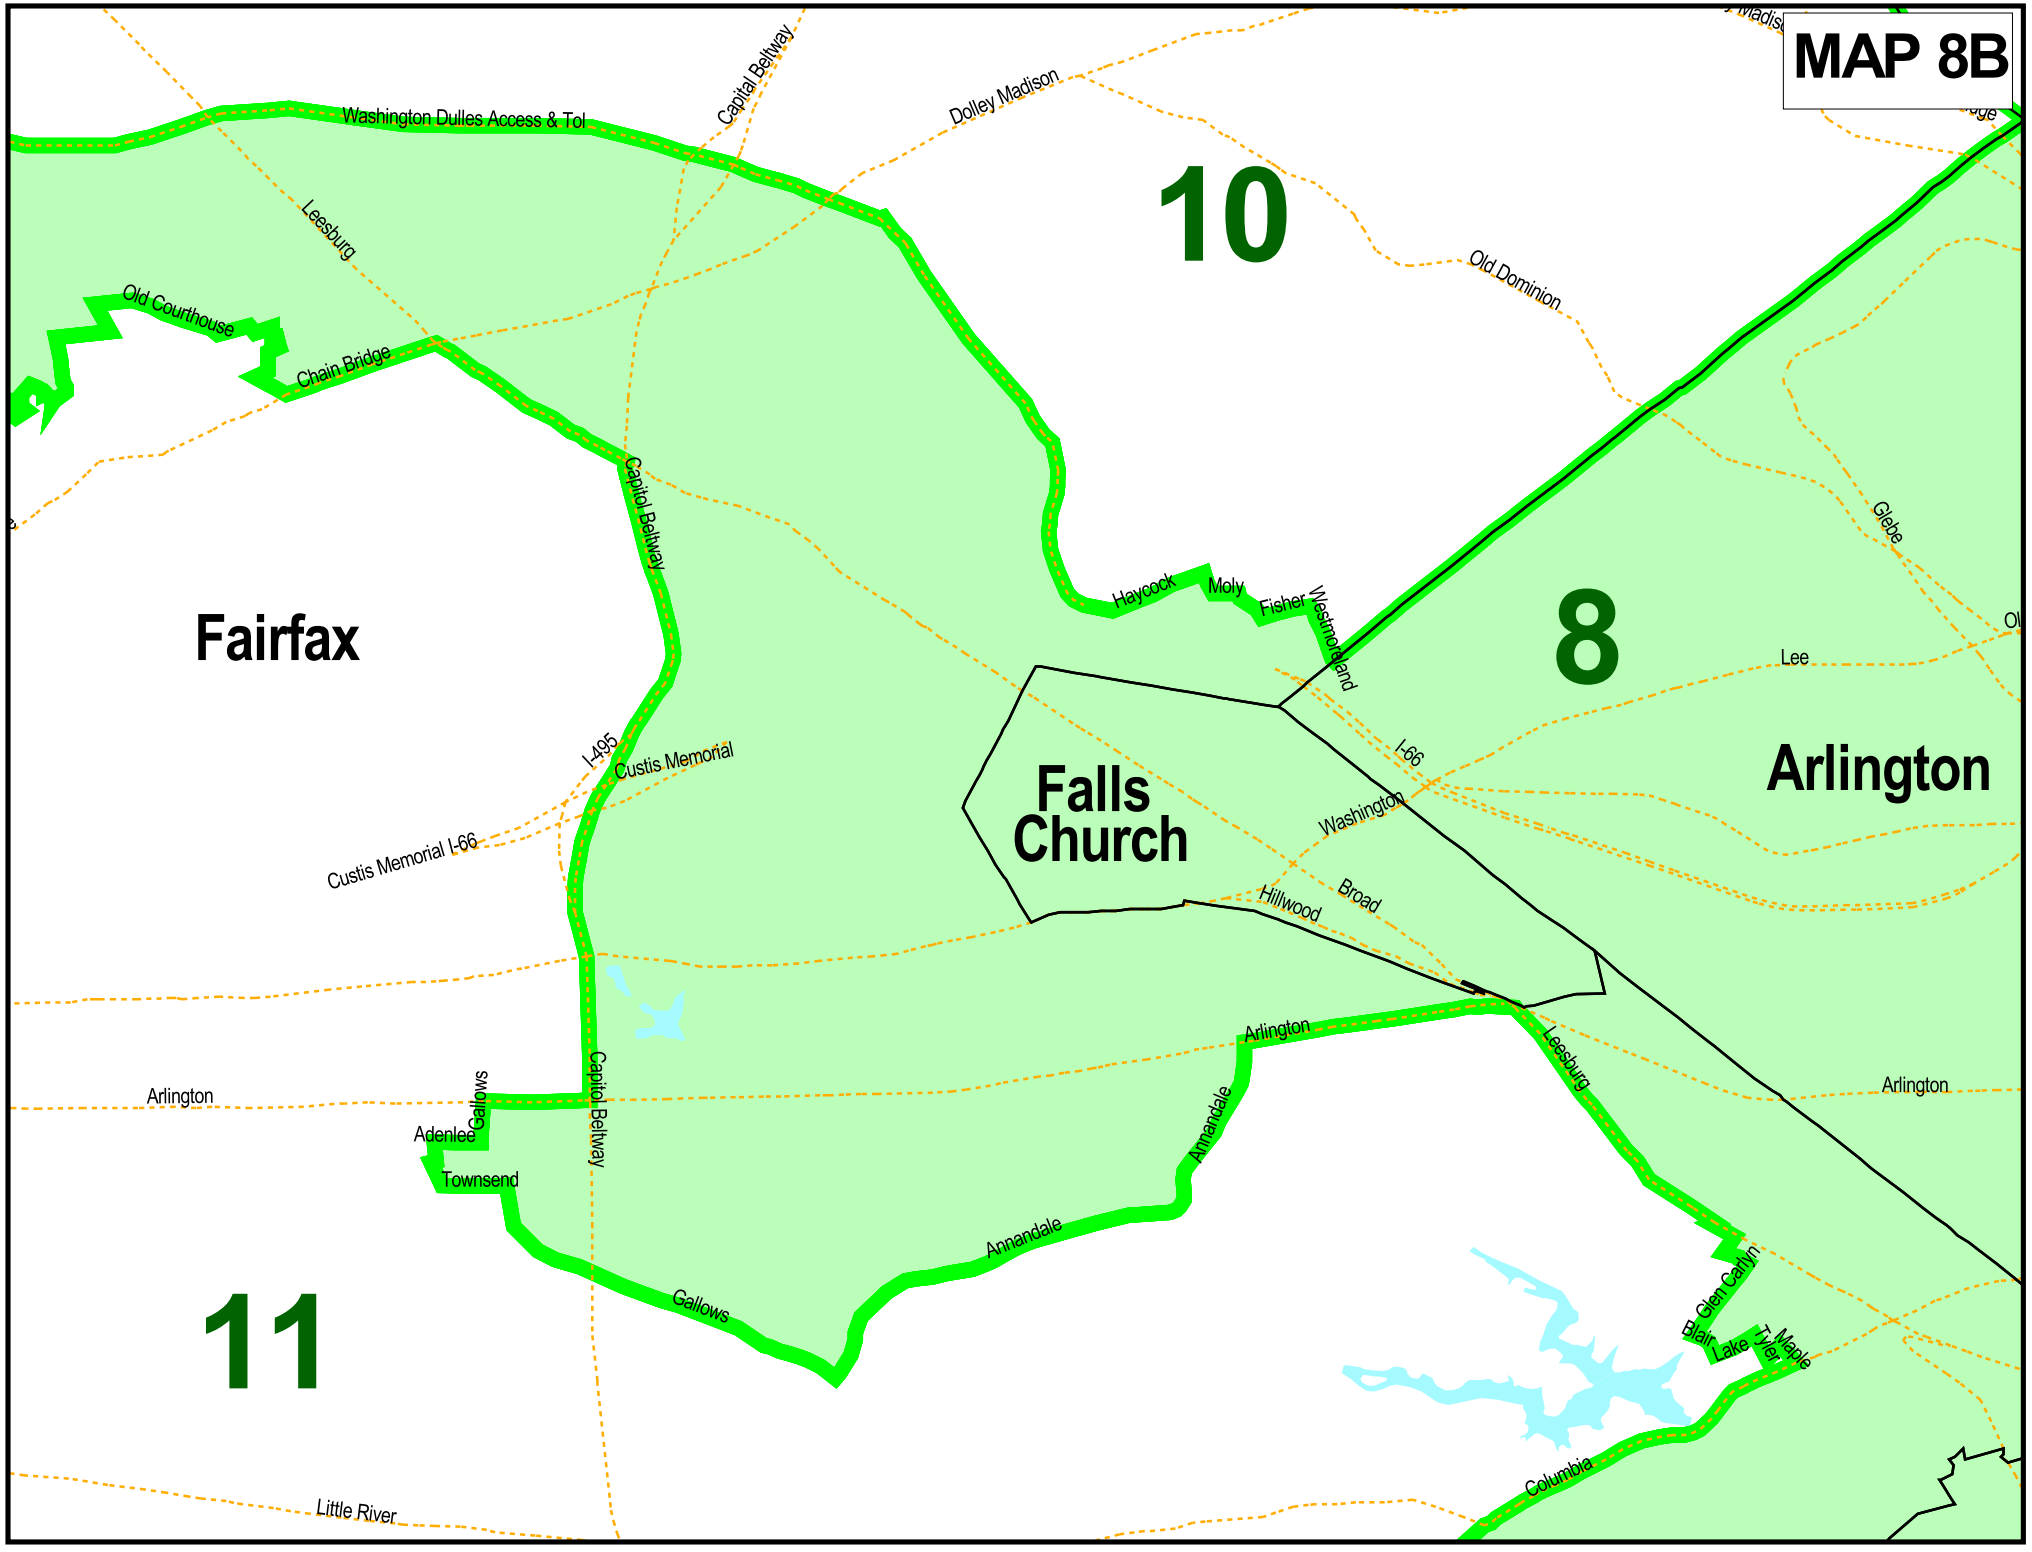 MAP 8B
Capital Beltway
Dolley Madison
Washington Dulles Access & Tol
10
Leesburg
Old Dominion
Old Courthouse
Chain Bridge
Capitol Beltway
Glebe
Haycock
Moly
Fisher
Westmoreland
8
Fairfax
Lee
I-495
Custis Memorial
I-66
Falls
Church
Arlington
Washington
Custis Memorial I-66
Broad
Hillwood
Arlington
Leesburg
Capitol Beltway
Gallows
Arlington
Arlington
Adenlee
Annandale
Townsend
Annandale
Glen Carlyn
Gallows
11
Blair
Lake
Tyler
Maple
Columbia
Little River